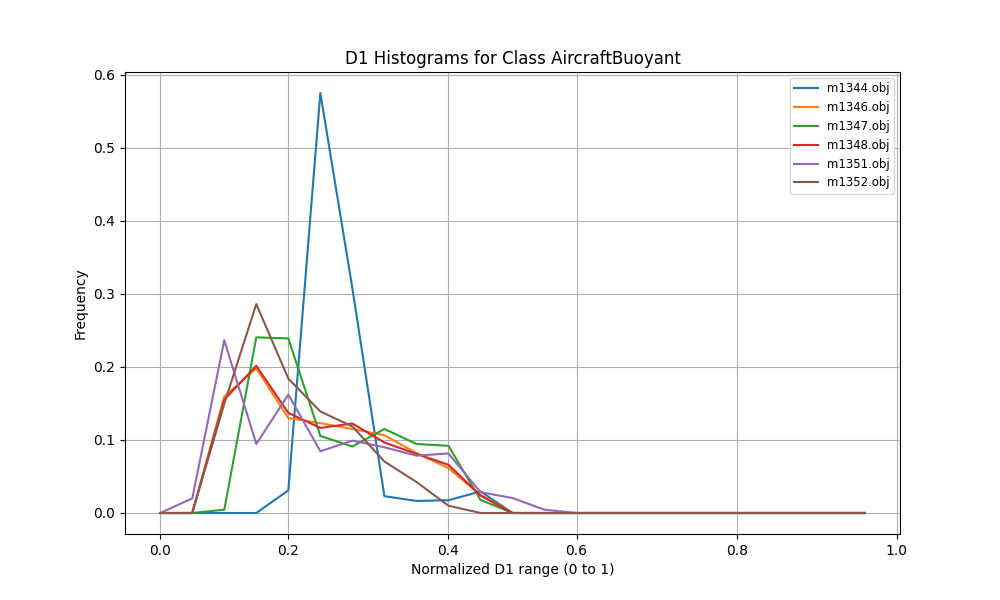 D1 Histograms for Class AircraftBuoyant
0.6
0.5
0.4
0.3
0.2
0.1
0.0
Frequency
m1344.obj
m1346.obj
m1347.obj
m1348.obj
m1351.obj
m1352.obj
0.0 0.2 0.4 0.6 0.8 1.0
Normalized D1 range (0 to 1)